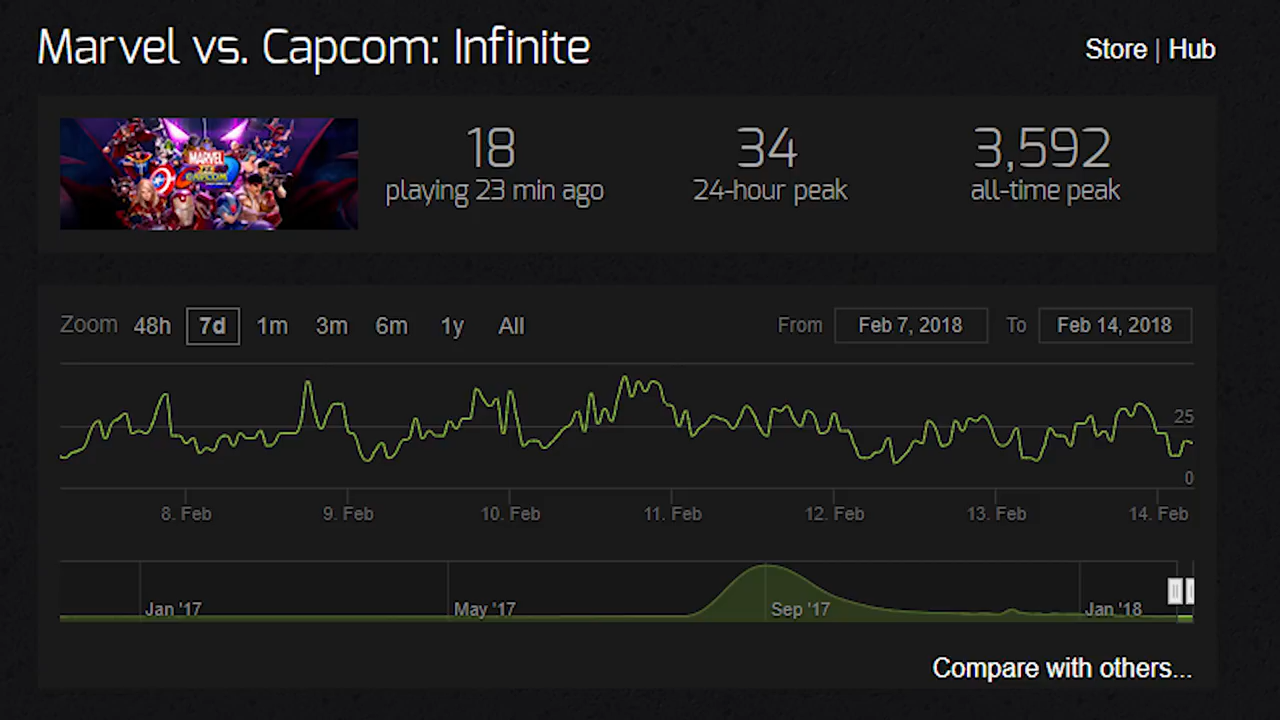 Marvel vs. Capcom: Infinite
Store | Hub
MARVEL
VS
CAPCOM
18
playing 23 min ago
34
24-hour peak
3,592
all-time peak
Zoom 48h 7d 1m 3m 6m 1y All
From Feb 7, 2018 To Feb 14, 2018
25
0
8. Feb 9. Feb 10. Feb 11. Feb 12. Feb 13. Feb 14. Feb
Jan '17 May '17 Sep '17 Jan '18
Compare with others...